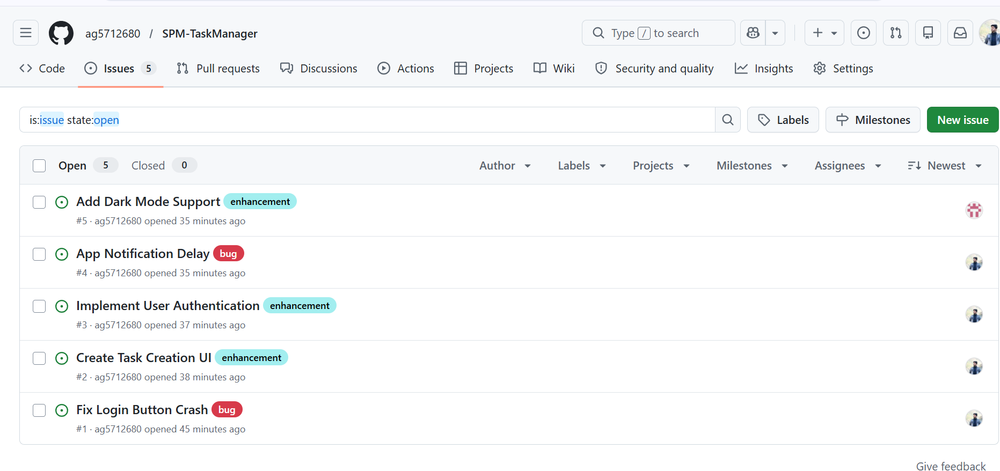 ag5712680 / SPM-TaskManager
Type / to search
Code
Issues 5
Pull requests
Discussions
Actions
Projects
Wiki
Security and quality
Insights
Settings
is:issue state:open
Labels
Milestones
New issue
Open 5
Closed 0
Author
Labels
Projects
Milestones
Assignees
Newest
Add Dark Mode Support enhancement
#5 · ag5712680 opened 35 minutes ago
App Notification Delay bug
#4 · ag5712680 opened 35 minutes ago
Implement User Authentication enhancement
#3 · ag5712680 opened 37 minutes ago
Create Task Creation UI enhancement
#2 · ag5712680 opened 38 minutes ago
Fix Login Button Crash bug
#1 · ag5712680 opened 45 minutes ago
Give feedback